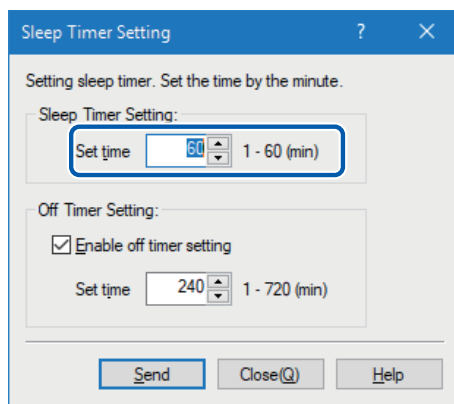 Sleep Timer Setting ? ×
Setting sleep timer. Set the time by the minute.
Sleep Timer Setting:
Set time 60 1 - 60 (min)
Off Timer Setting:
Enable off timer setting
Set time 240 1 - 720 (min)
Send Close(Q) Help